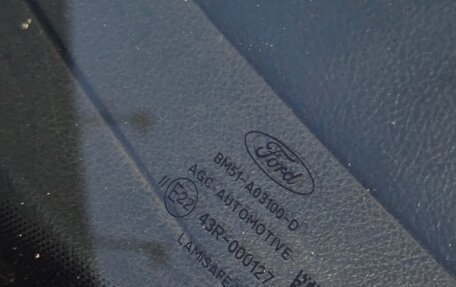 Ford
BM51-A03100-D
AGC AUTOMOTIVE
// E22 43R-000127
LAMISAFE